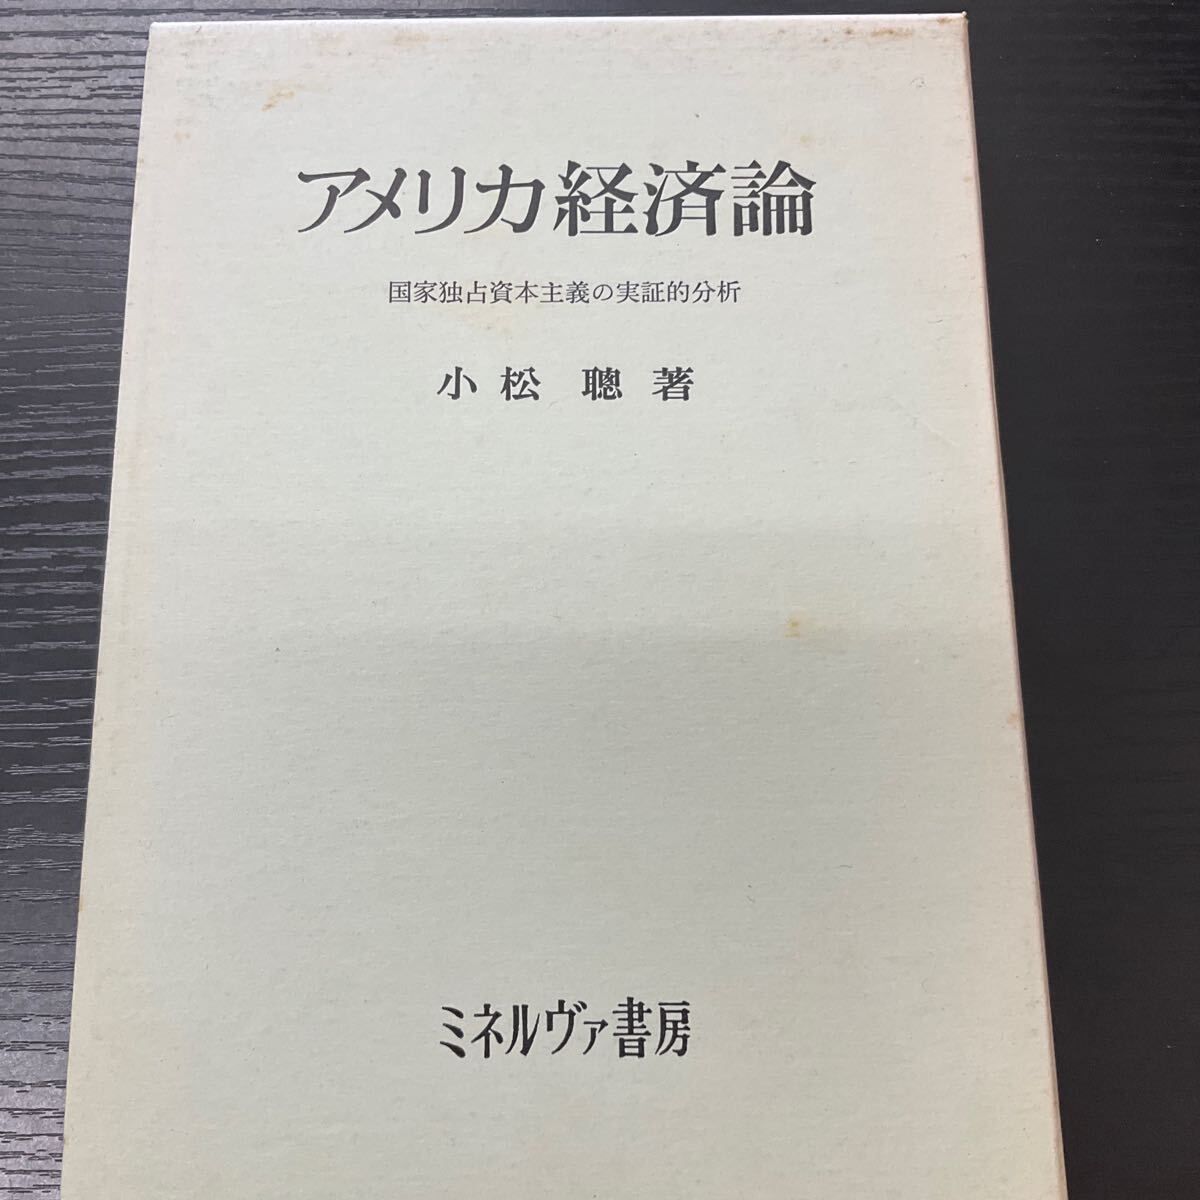 アメリカ経済論
国家独占資本主義の実証的分析
小松 聰 著
ミネルヴァ書房